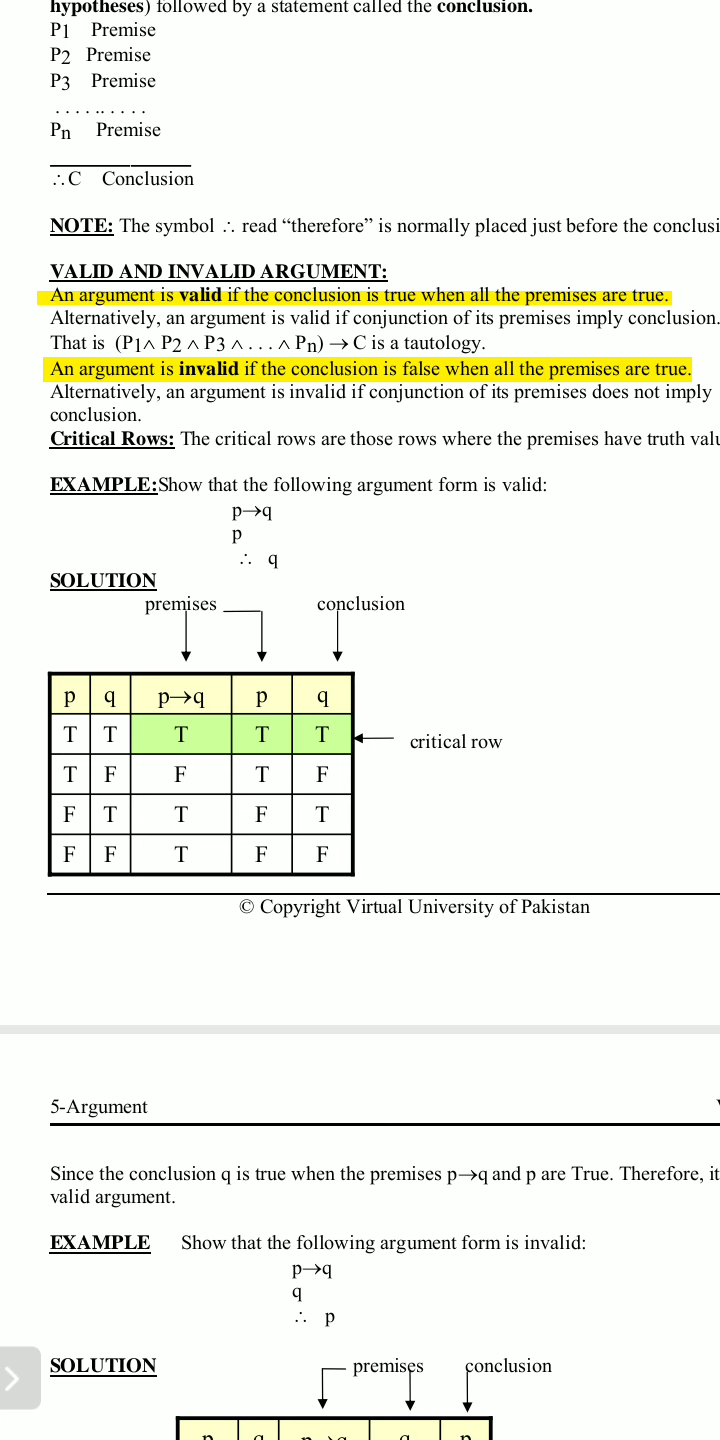 hypotheses) followed by a statement called the conclusion.
P1 Premise
P2 Premise
P3 Premise
. . . . .. . . . .
Pn Premise
∴C Conclusion
NOTE: The symbol ∴ read “therefore” is normally placed just before the
VALID AND INVALID ARGUMENT:
An argument is valid if the conclusion is true when all the premises are true.
Alternatively, an argument is valid if conjunction of its premises imply conclusion.
That is (P1∧ P2 ∧ P3 ∧ . . . ∧ Pn) → C is a tautology.
An argument is invalid if the conclusion is false when all the premises are true.
Alternatively, an argument is invalid if conjunction of its premises does not imply
conclusion.
Critical Rows: The critical rows are those rows where the premises have truth
EXAMPLE:Show that the following argument form is valid:
p→q
p
∴ q
SOLUTION
premises conclusion
p q p→q p q
T T T T T critical row
T F F T F
F T T F T
F F T F F
© Copyright Virtual University of Pakistan
5-Argument
Since the conclusion q is true when the premises p→q and p are True. Therefore, it
valid argument.
EXAMPLE Show that the following argument form is invalid:
p→q
q
∴ p
SOLUTION premises conclusion
p q p→q q p